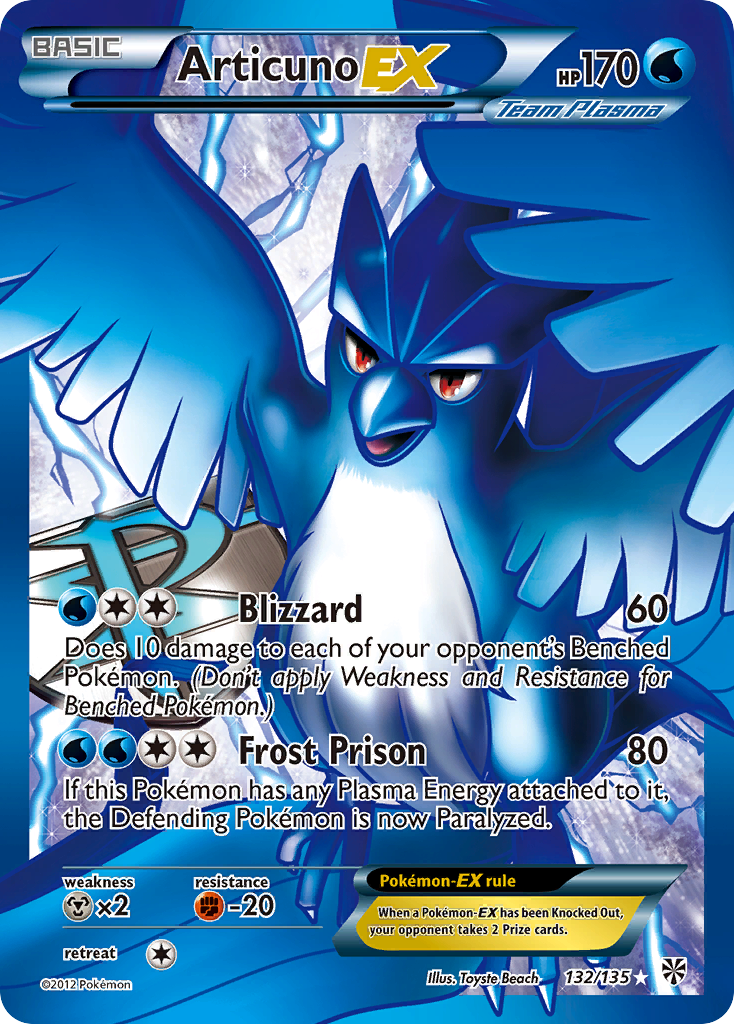 BASIC
Articuno EX
HP 170
Team Plasma
Blizzard 60
Does 10 damage to each of your opponent's Benched
Pokémon. (Don't apply Weakness and Resistance for
Benched Pokémon.)
Frost Prison 80
If this Pokémon has any Plasma Energy attached to it,
the Defending Pokémon is now Paralyzed.
weakness
×2
resistance
-20
retreat
Pokémon-EX rule
When a Pokémon-EX has been Knocked Out,
your opponent takes 2 Prize cards.
©2012 Pokémon
Illus. Toyste Beach
132/135